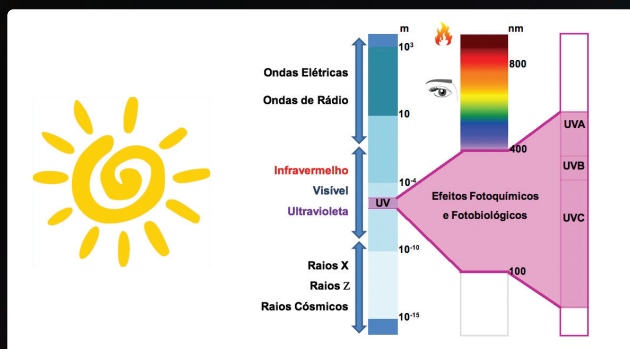 m
10³
Ondas Elétricas
Ondas de Rádio
10
Infravermelho
Visível
Ultravioleta
10⁻⁴
UV
10⁻¹⁰
Raios X
Raios Z
Raios Cósmicos
10⁻¹⁵
nm
800
400
Efeitos Fotoquímicos
e Fotobiológicos
100
UVA
UVB
UVC